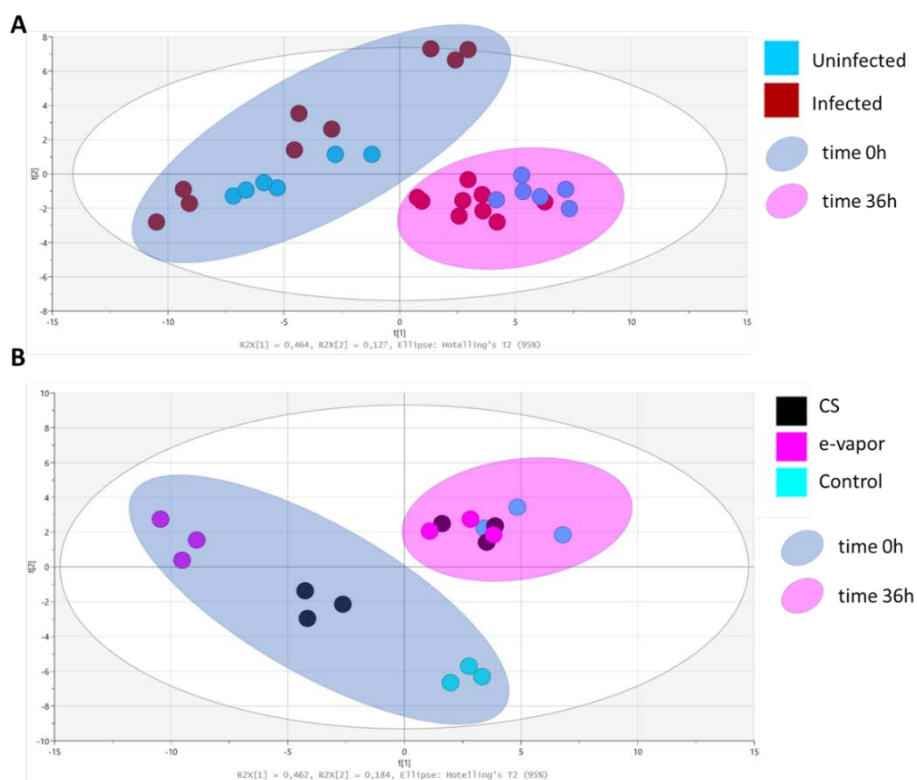 A
8
6
4
2
0
-2
-4
-6
-8
t[2]
-15
-10
-5
0
5
10
15
t[1]
R2X[1] = 0,464, R2X[2] = 0,127, Ellipse: Hotelling's T2 (95%)
Uninfected
Infected
time 0h
time 36h
B
10
8
6
4
2
0
-2
-4
-6
-8
-10
t[2]
-15
-10
-5
0
5
10
15
t[1]
R2X[1] = 0,462, R2X[2] = 0,184, Ellipse: Hotelling's T2 (95%)
CS
e-vapor
Control
time 0h
time 36h